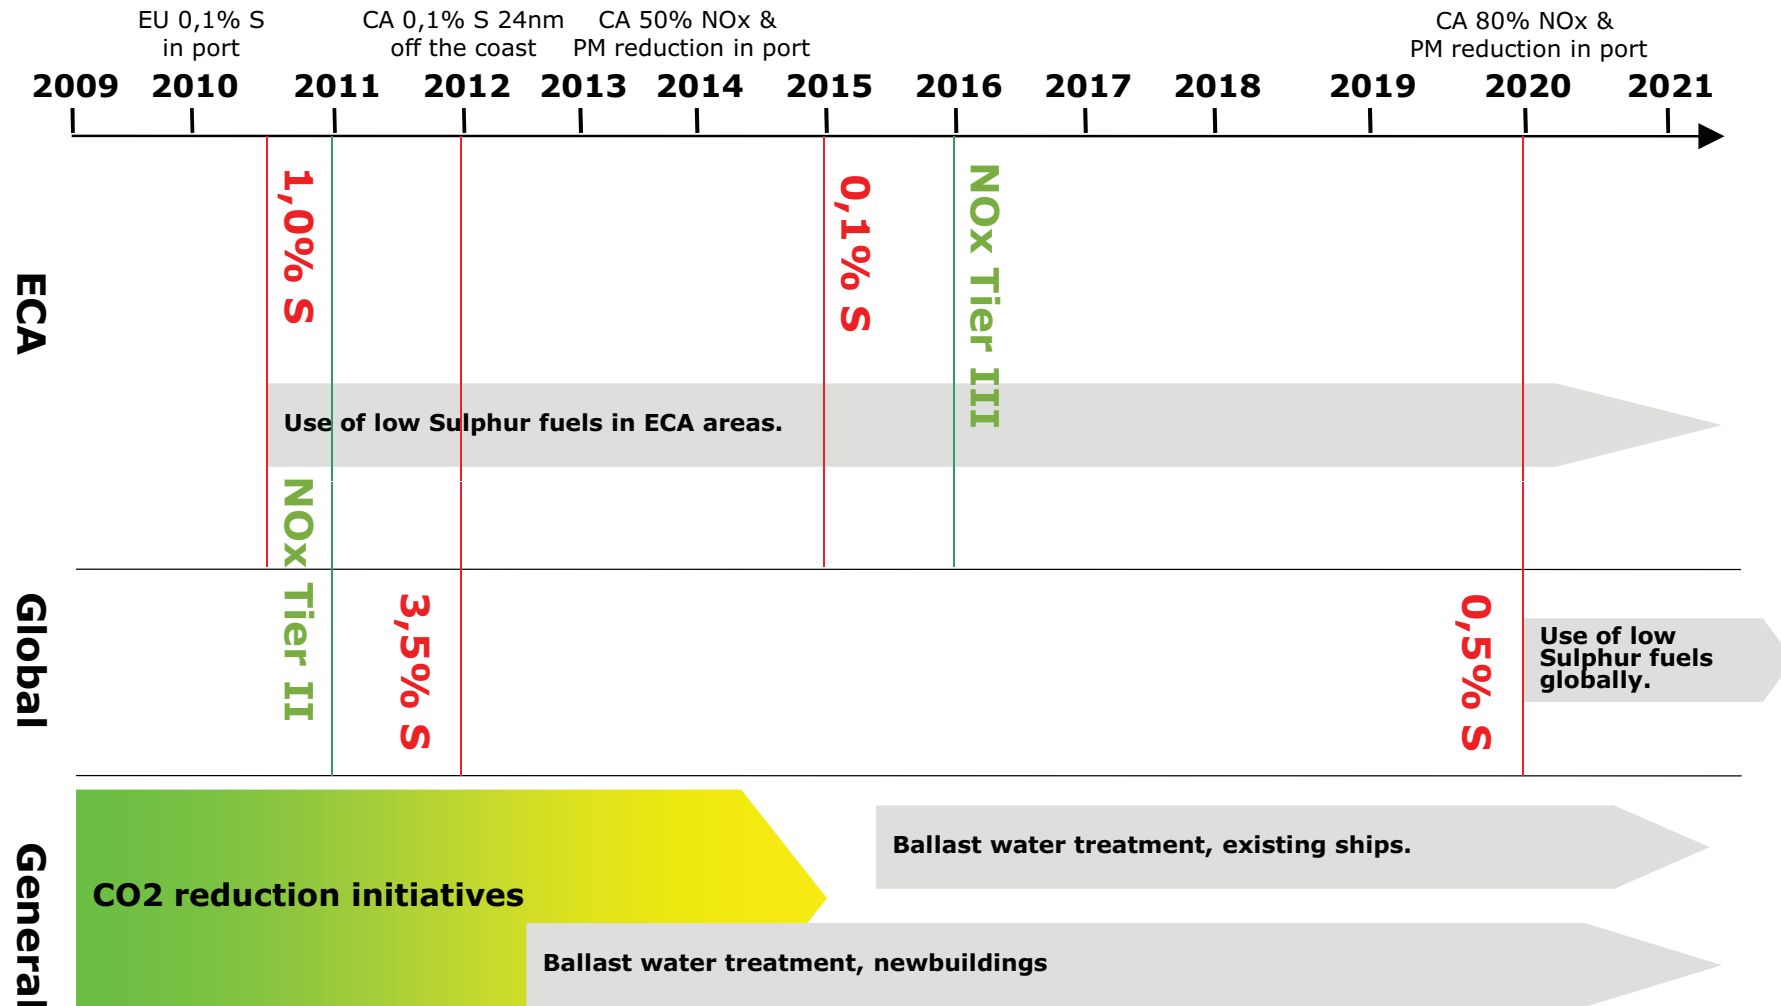 EU 0,1% S
in port
CA 0,1% S 24nm
off the coast
CA 50% NOx &
PM reduction in port
CA 80% NOx &
PM reduction in port
2009 2010 2011 2012 2013 2014 2015 2016 2017 2018 2019 2020 2021
ECA
1,0% S
0,1% S
NOx Tier III
Use of low Sulphur fuels in ECA areas.
NOx Tier II
Global
3,5% S
0,5% S
Use of low
Sulphur fuels
globally.
General
CO2 reduction initiatives
Ballast water treatment, existing ships.
Ballast water treatment, newbuildings